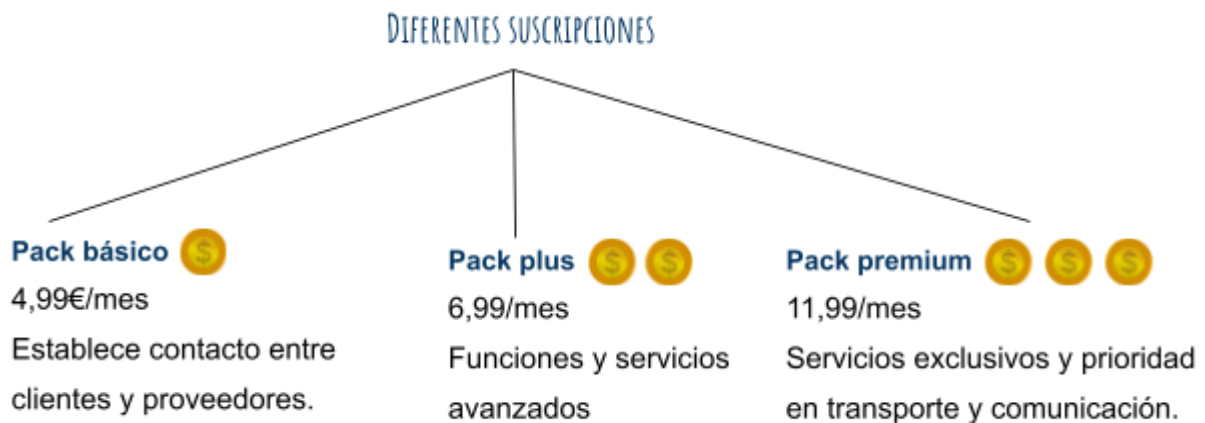 DIFERENTES SUSCRIPCIONES
Pack básico
4,99€/mes
Establece contacto entre
clientes y proveedores.
Pack plus
6,99/mes
Funciones y servicios
avanzados
Pack premium
11,99/mes
Servicios exclusivos y prioridad
en transporte y comunicación.